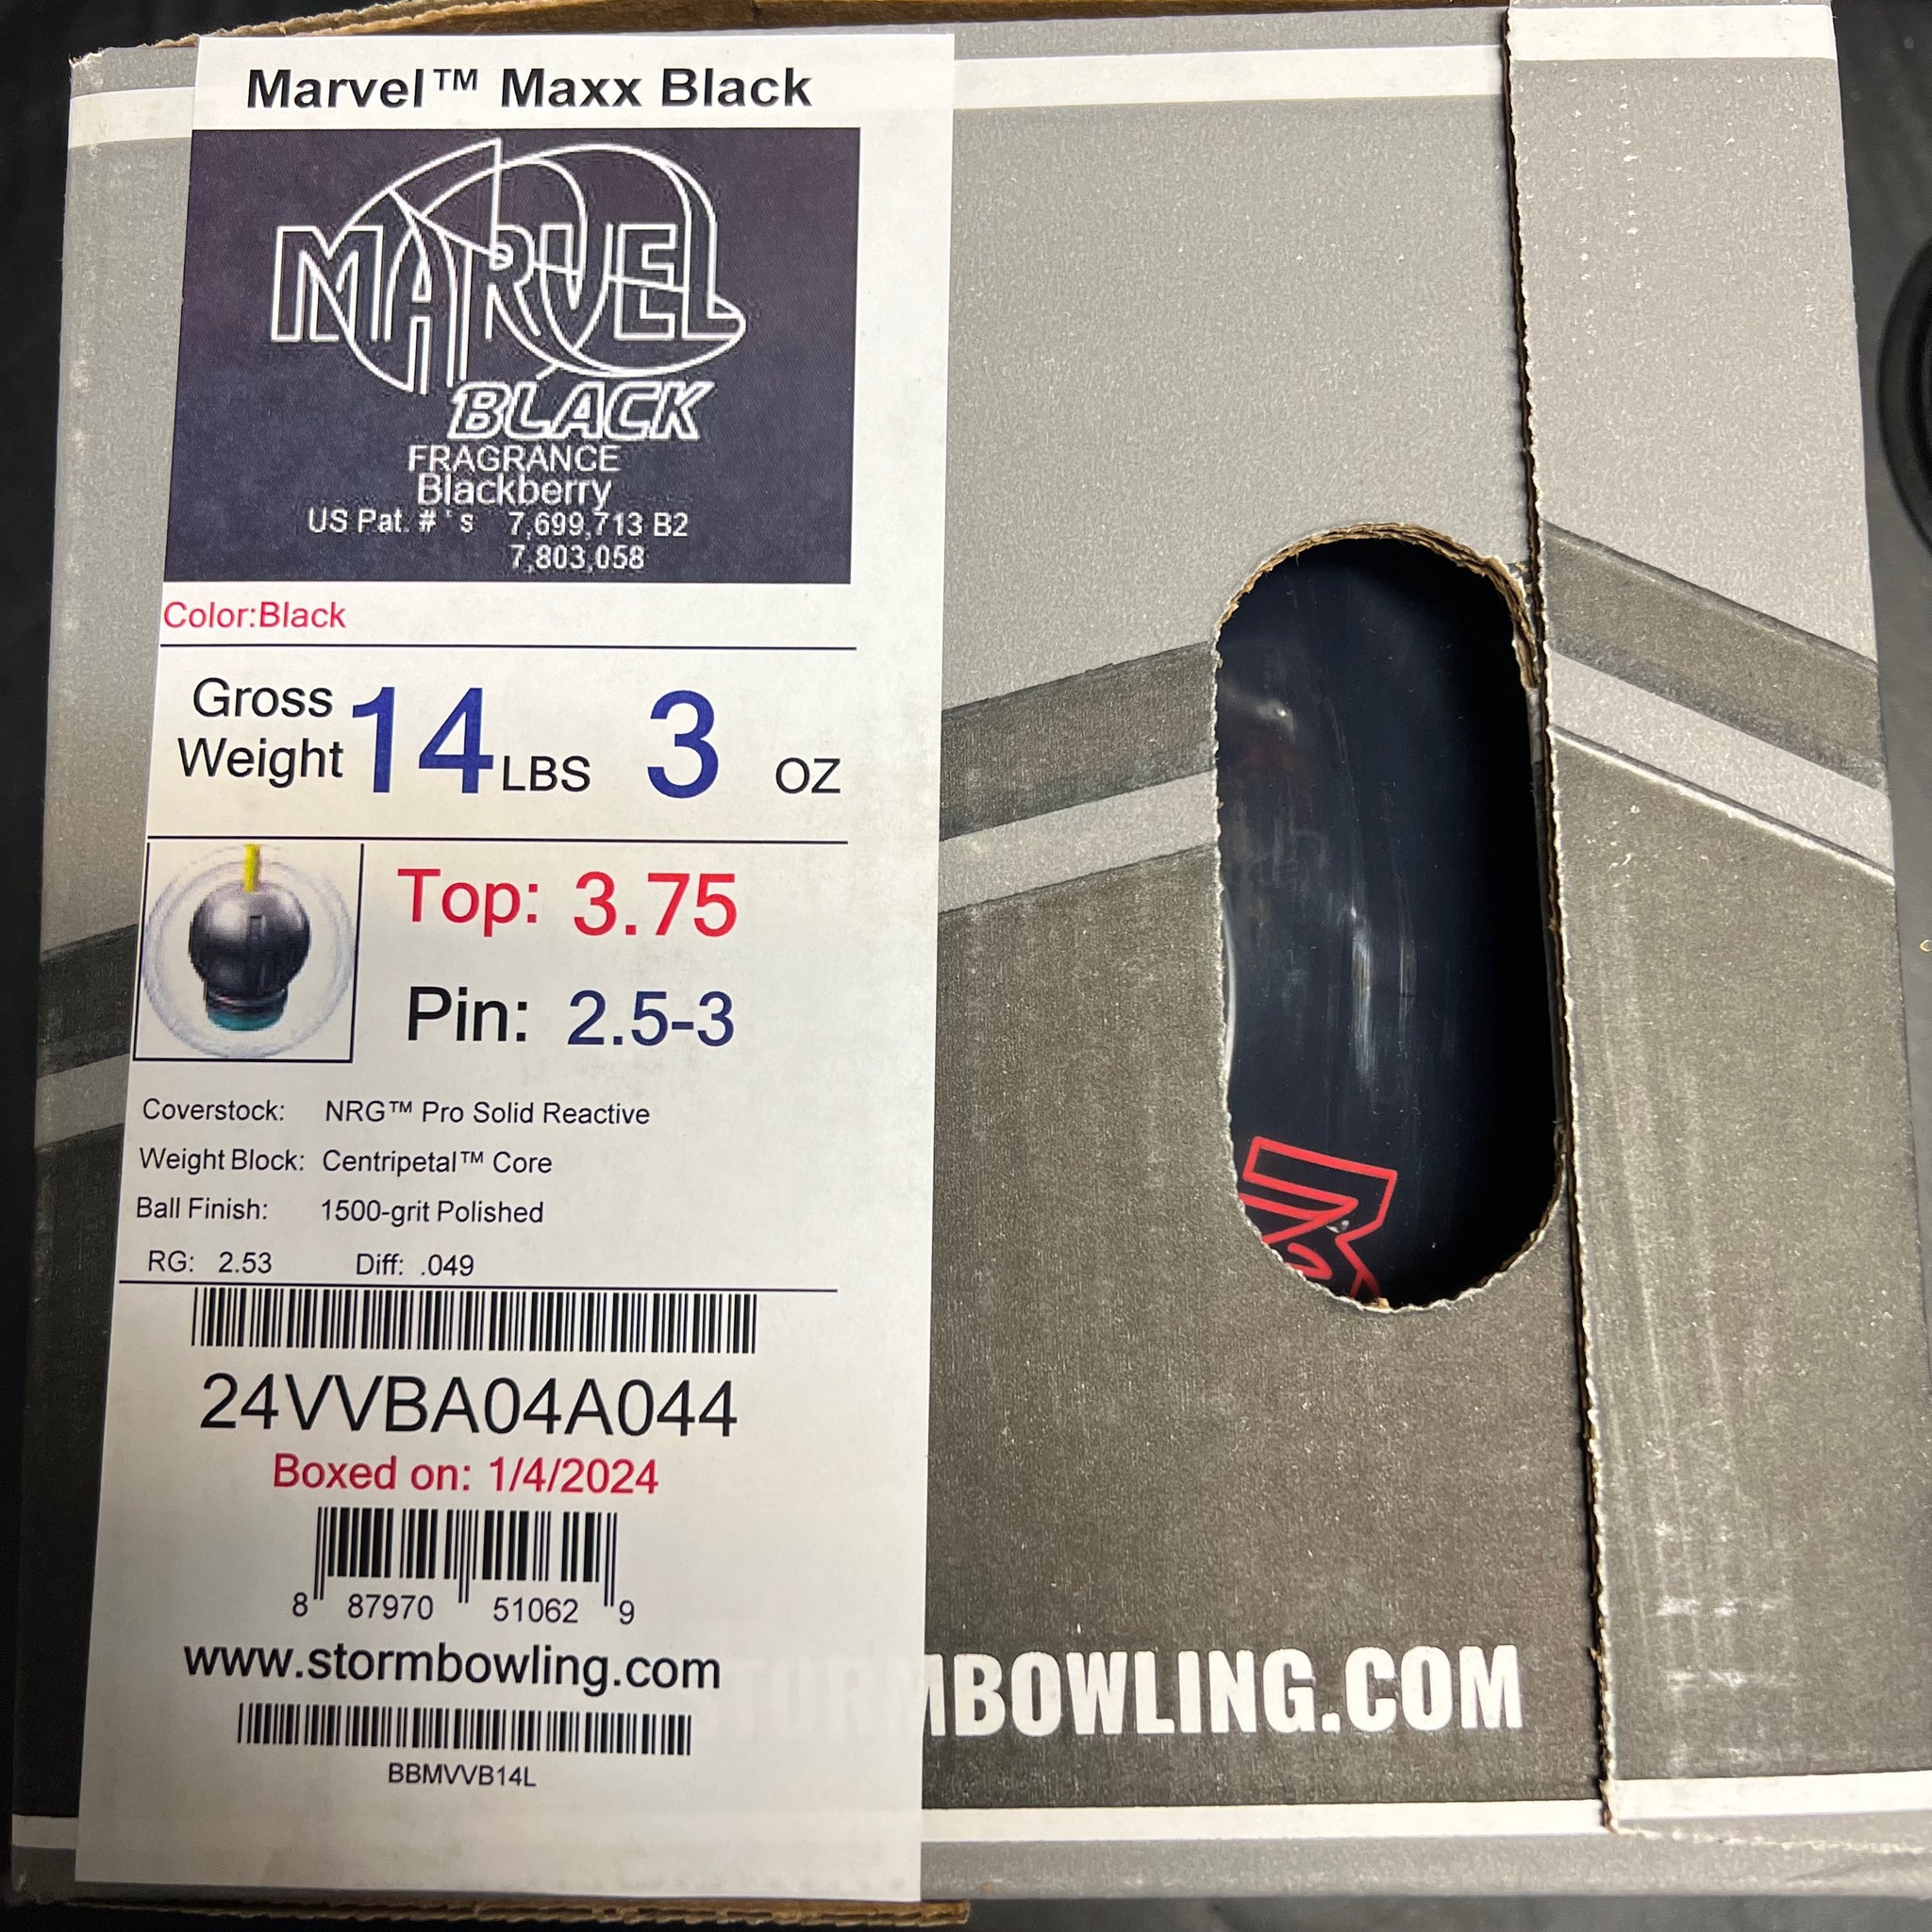 Marvel™ Maxx Black
MARVEL
BLACK
FRAGRANCE
Blackberry
US Pat. #`s 7,699,713 B2
7,803,058
Color:Black
Gross Weight 14 LBS 3 OZ
Top: 3.75
Pin: 2.5-3
Coverstock: NRG™ Pro Solid Reactive
Weight Block: Centripetal™ Core
Ball Finish: 1500-grit Polished
RG: 2.53 Diff: .049
24VVBA04A044
Boxed on: 1/4/2024
8 87970 51062 9
www.stormbowling.com
BBMVVB14L
STORMBOWLING.COM